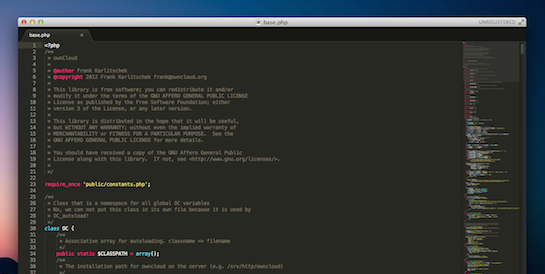 base.php
UNREGISTERED
base.php
1 <?php
2 /**
3 * ownCloud
4 *
5 * @author Frank Karlitschek
6 * @copyright 2012 Frank Karlitschek frank@owncloud.org
7 *
8 * This library is free software; you can redistribute it and/or
9 * modify it under the terms of the GNU AFFERO GENERAL PUBLIC LICENSE
10 * License as published by the Free Software Foundation; either
11 * version 3 of the License, or any later version.
12 *
13 * This library is distributed in the hope that it will be useful,
14 * but WITHOUT ANY WARRANTY; without even the implied warranty of
15 * MERCHANTABILITY or FITNESS FOR A PARTICULAR PURPOSE. See the
16 * GNU AFFERO GENERAL PUBLIC LICENSE for more details.
17 *
18 * You should have received a copy of the GNU Affero General Public
19 * License along with this library. If not, see <http://www.gnu.org/licenses/>.
20 *
21 */
22
23 require_once 'public/constants.php';
24
25 /**
26 * Class that is a namespace for all global OC variables
27 * No, we can not put this class in its own file because it is used by
28 * OC_autoload!
29 */
30 class OC {
31 /**
32 * Associative array for autoloading. classname => filename
33 */
34 public static $CLASSPATH = array();
35 /**
36 * The installation path for owncloud on the server (e.g. /srv/http/owncloud)